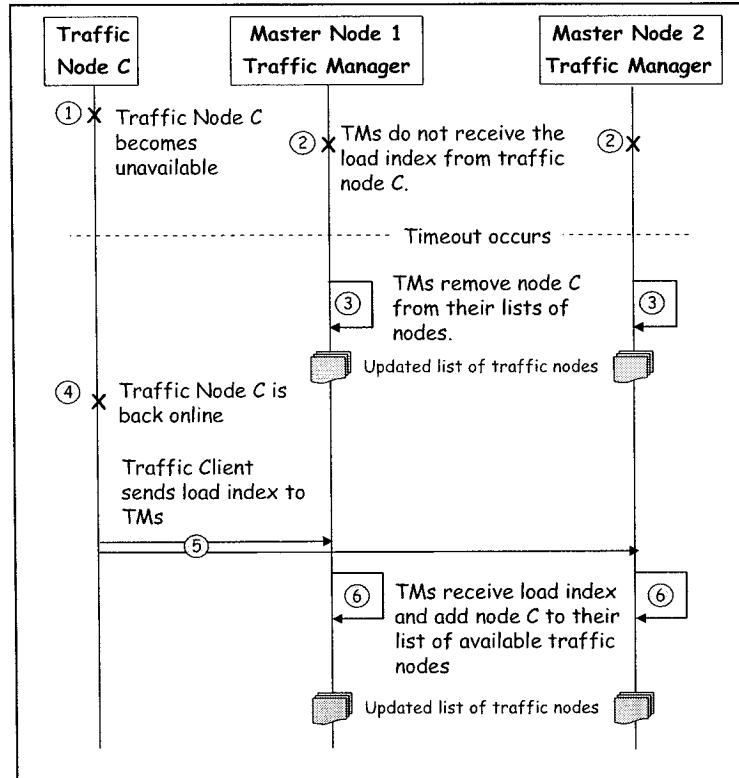 Traffic
Node C
Master Node 1
Traffic Manager
Master Node 2
Traffic Manager
1
Traffic Node C
becomes
unavailable
2
TMs do not receive the
load index from traffic
node C.
2
Timeout occurs
3
TMs remove node C
from their lists of
nodes.
3
Updated list of traffic nodes
4
Traffic Node C is
back online
Traffic Client
sends load index to
TMs
5
6
TMs receive load index
and add node C to their
list of available traffic
nodes
6
Updated list of traffic nodes